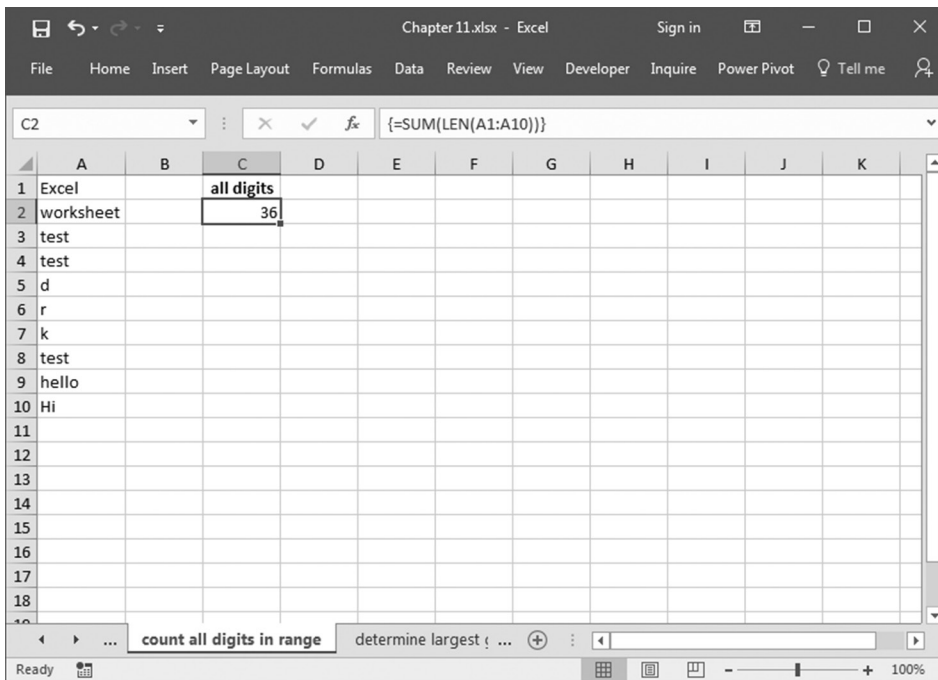 Chapter 11.xlsx - Excel Sign in
File Home Insert Page Layout Formulas Data Review View Developer Inquire Power Pivot Tell me
C2 fx {=SUM(LEN(A1:A10))}
A B C D E F G H I J K
1 Excel all digits
2 worksheet 36
3 test
4 test
5 d
6 r
7 k
8 test
9 hello
10 Hi
11
12
13
14
15
16
17
18
... count all digits in range determine largest ...
Ready 100%